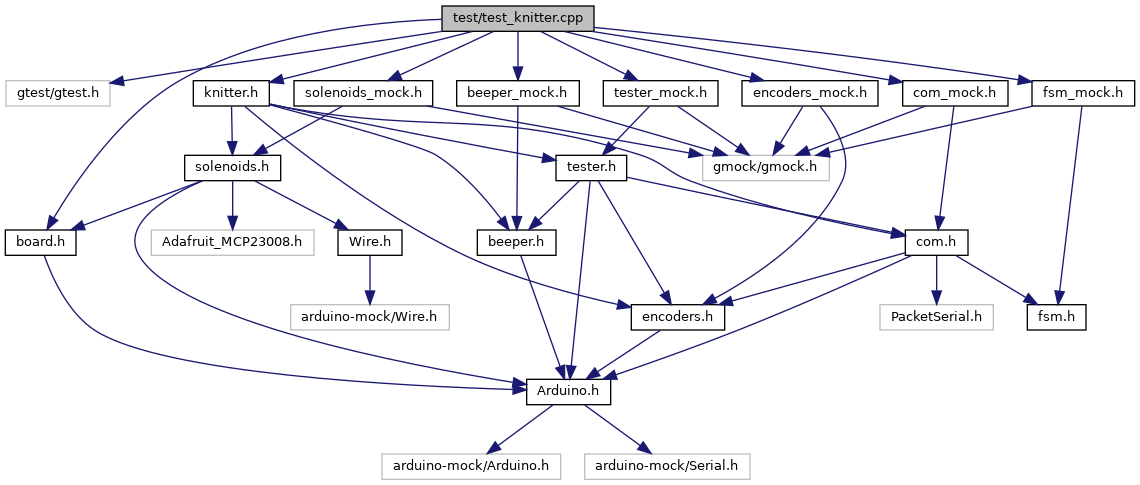 test/test_knitter.cpp
gtest/gtest.h
knitter.h
solenoids_mock.h
beeper_mock.h
tester_mock.h
encoders_mock.h
com_mock.h
fsm_mock.h
solenoids.h
tester.h
gmock/gmock.h
board.h
Adafruit_MCP23008.h
Wire.h
beeper.h
com.h
arduino-mock/Wire.h
encoders.h
PacketSerial.h
fsm.h
Arduino.h
arduino-mock/Arduino.h
arduino-mock/Serial.h